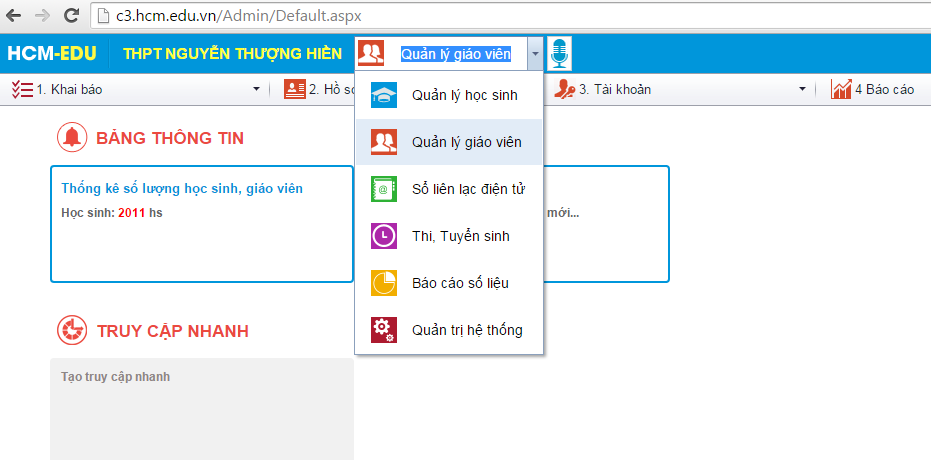 c3.hcm.edu.vn/Admin/Default.aspx
HCM-EDU THPT NGUYỄN THƯỢNG HIỀN Quản lý giáo viên
1. Khai báo 2. Hồ 3. Tài khoản 4 Báo cáo
Quản lý học sinh
Quản lý giáo viên
Sổ liên lạc điện tử
Thi, Tuyển sinh
Báo cáo số liệu
Quản trị hệ thống
BẢNG THÔNG TIN
Thống kê số lượng học sinh, giáo viên
Học sinh: 2011 hs
mới...
TRUY CẬP NHANH
Tạo truy cập nhanh